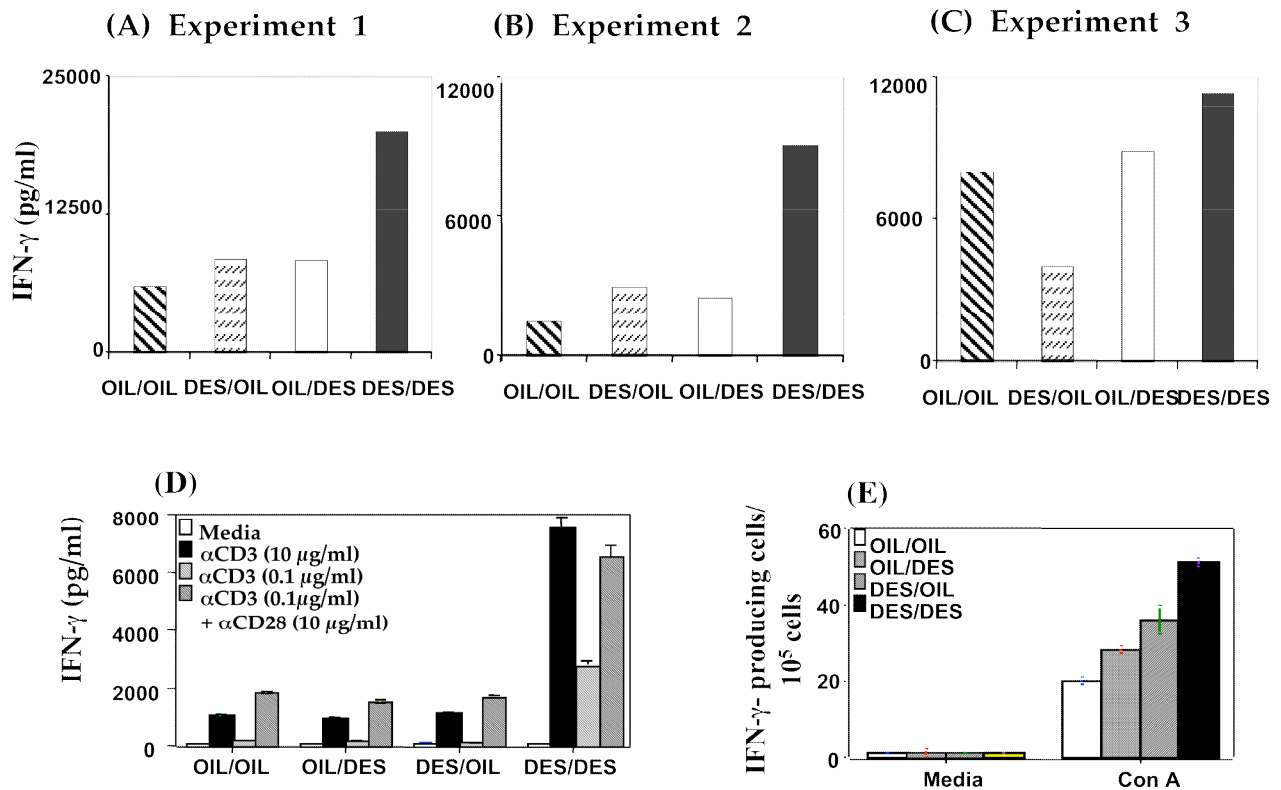 (A) Experiment 1
(B) Experiment 2
(C) Experiment 3
IFN-γ (pg/ml)
25000
12500
0
OIL/OIL DES/OIL OIL/DES DES/DES
12000
6000
0
OIL/OIL DES/OIL OIL/DES DES/DES
12000
6000
0
OIL/OIL DES/OIL OIL/DES DES/DES
(D)
IFN-γ (pg/ml)
8000
6000
4000
2000
0
Media
αCD3 (10 µg/ml)
αCD3 (0.1 µg/ml)
αCD3 (0.1µg/ml)
+ αCD28 (10 µg/ml)
OIL/OIL OIL/DES DES/OIL DES/DES
(E)
IFN-γ- producing cells/
10⁵ cells
60
40
20
0
OIL/OIL
OIL/DES
DES/OIL
DES/DES
Media Con A